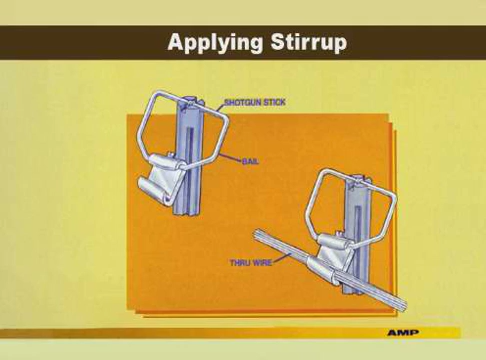 Applying Stirrup
SHOTGUN STICK
BAIL
THRU WIRE
AMP